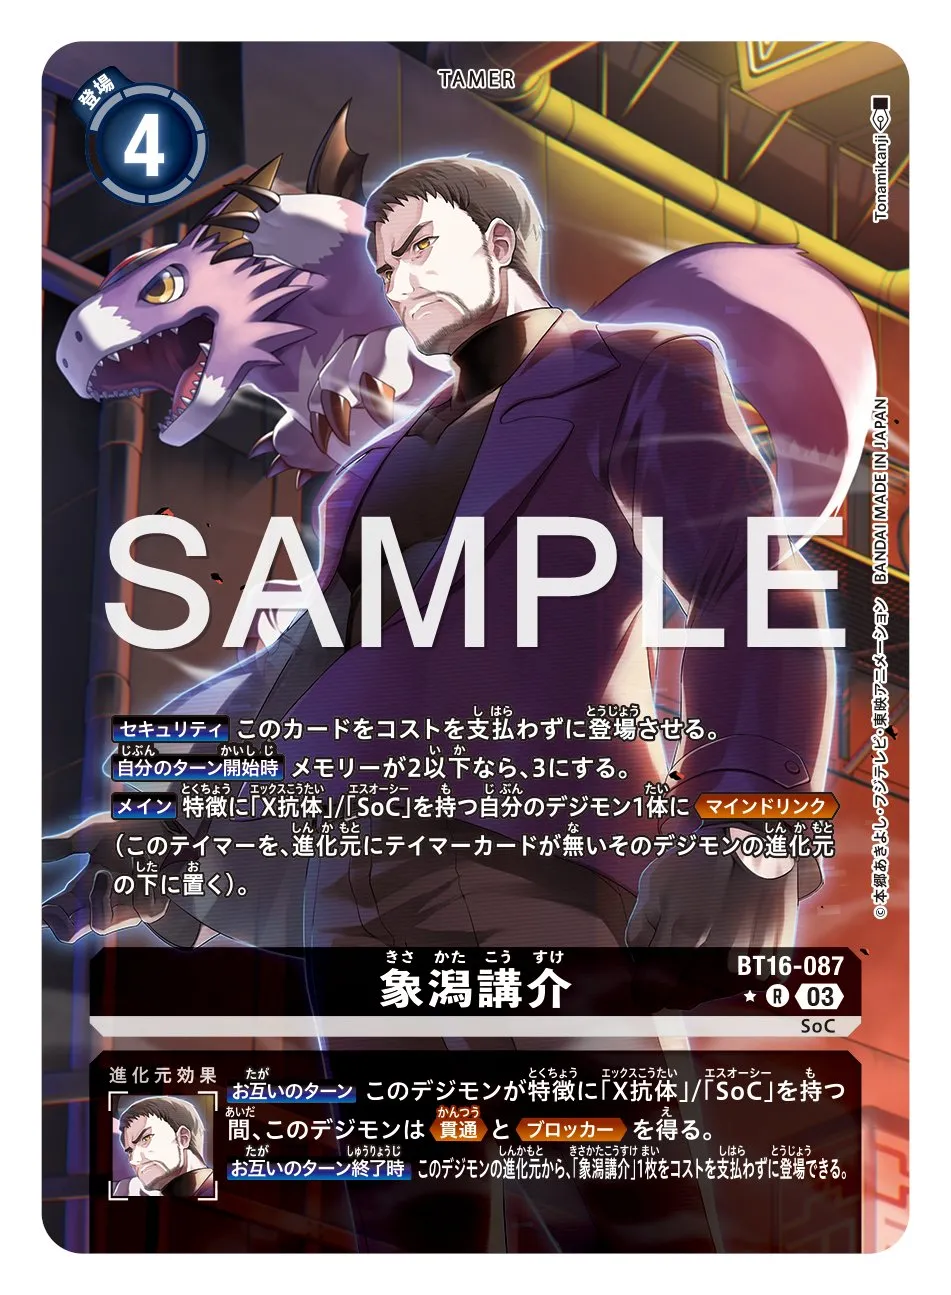 TAMER
登場
4
Tonamikanji
BANDAI MADE IN JAPAN
©本郷あきよし・フジテレビ・東映アニメーション
SAMPLE
セキュリティ このカードをコストを支払わずに登場させる。
自分のターン開始時 メモリーが2以下なら、3にする。
メイン 特徴に「X抗体」/「SoC」を持つ自分のデジモン1体に マインドリンク
(このテイマーを、進化元にテイマーカードが無いそのデジモンの進化元
の下に置く)。
象潟講介
きさ かた こう すけ
BT16-087
R 03
SoC
進化元効果
お互いのターン このデジモンが特徴に「X抗体」/「SoC」を持つ
間、このデジモンは 貫通 と ブロッカー を得る。
お互いのターン終了時 このデジモンの進化元から、「象潟講介」1枚をコストを支払わずに登場できる。